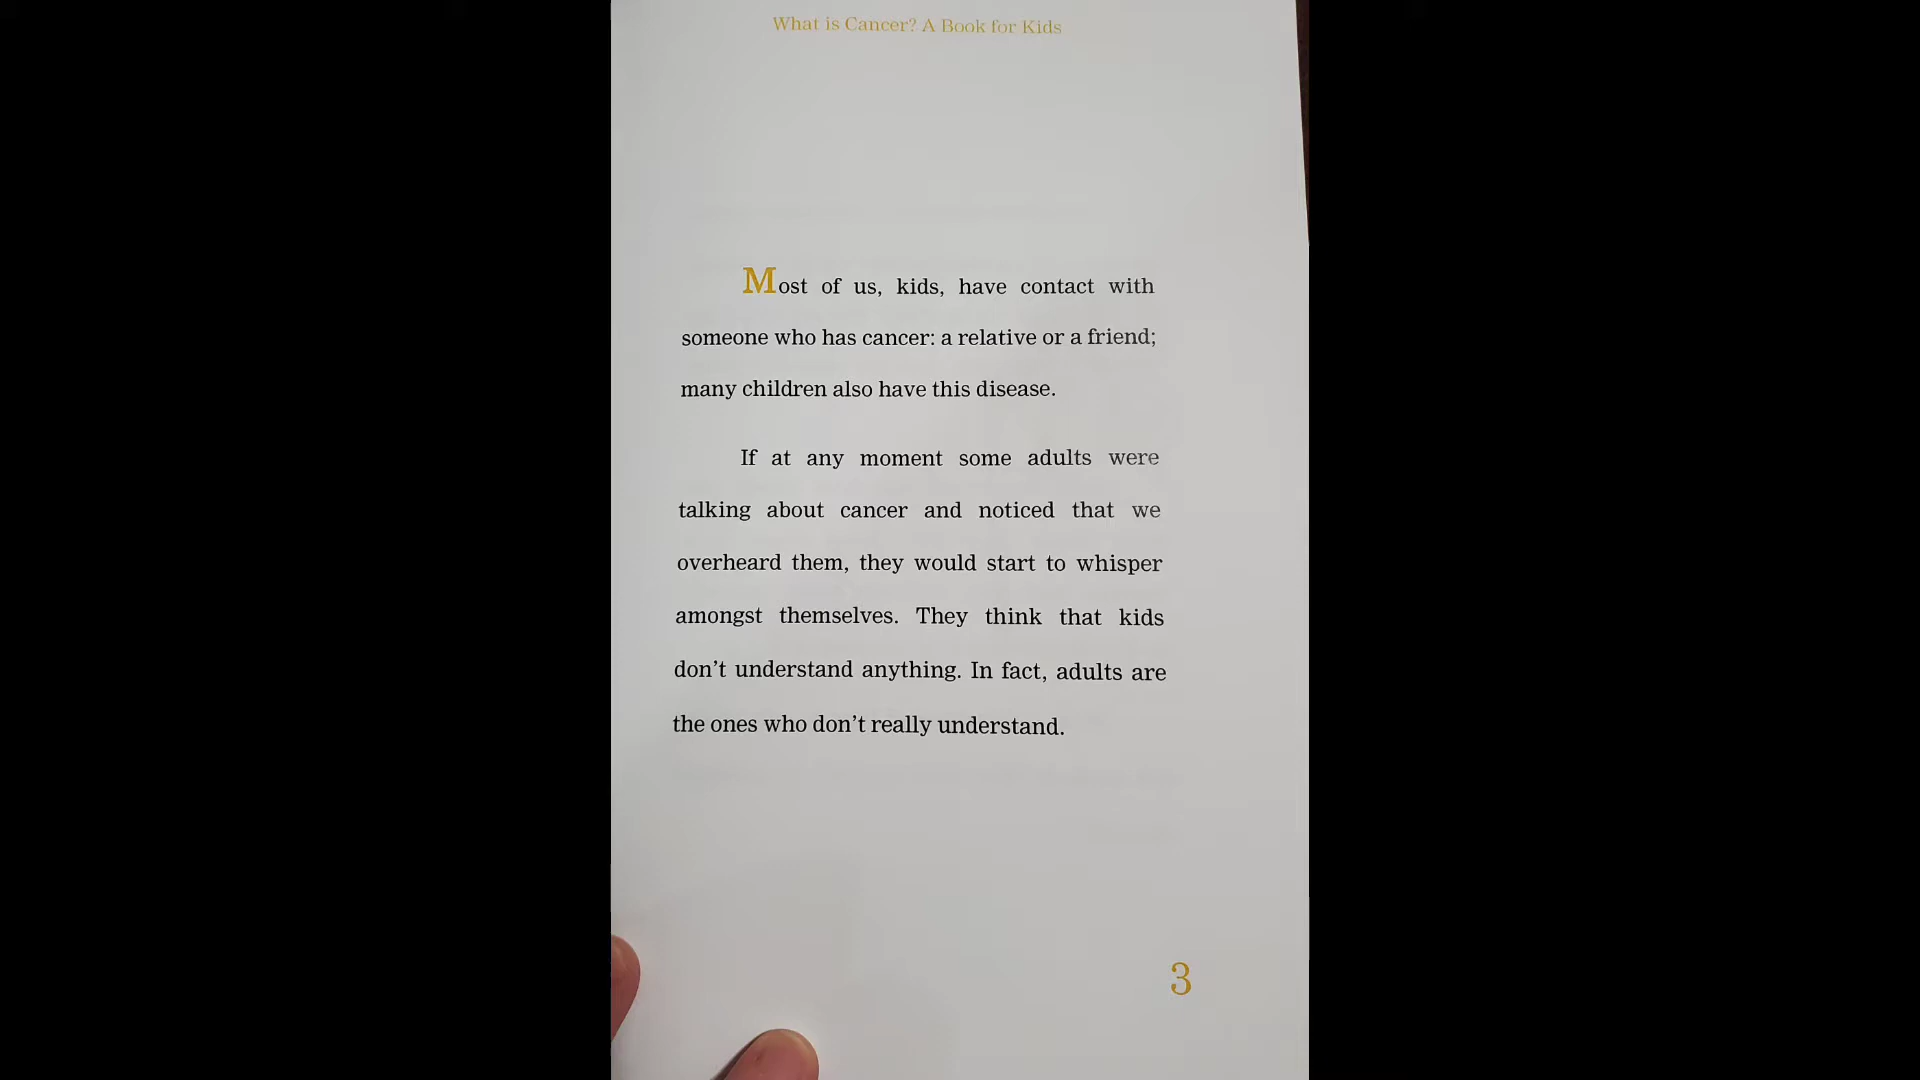 What is Cancer? A Book for Kids
Most of us, kids, have contact with
someone who has cancer: a relative or a friend;
many children also have this disease.
If at any moment some adults were
talking about cancer and noticed that we
overheard them, they would start to whisper
amongst themselves. They think that kids
don't understand anything. In fact, adults are
the ones who don't really understand.
3